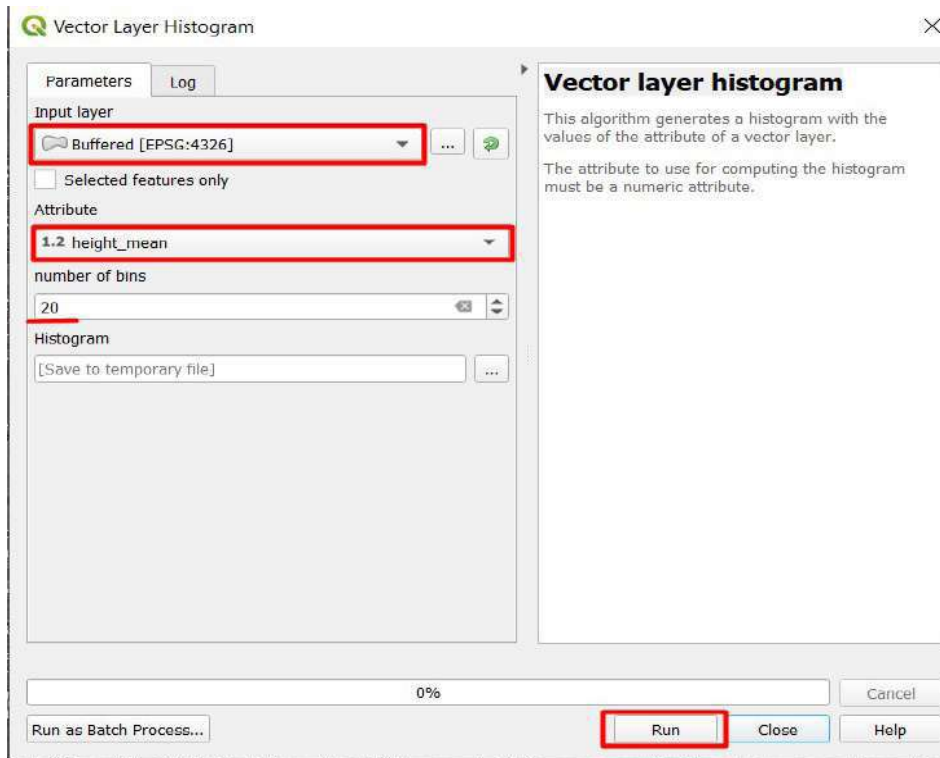 Vector Layer Histogram
Parameters
Log
Input layer
Buffered [EPSG:4326]
...
Selected features only
Attribute
1.2 height_mean
number of bins
20
Histogram
[Save to temporary file]
...
Vector layer histogram
This algorithm generates a histogram with the
values of the attribute of a vector layer.
The attribute to use for computing the histogram
must be a numeric attribute.
0%
Cancel
Run as Batch Process...
Run
Close
Help